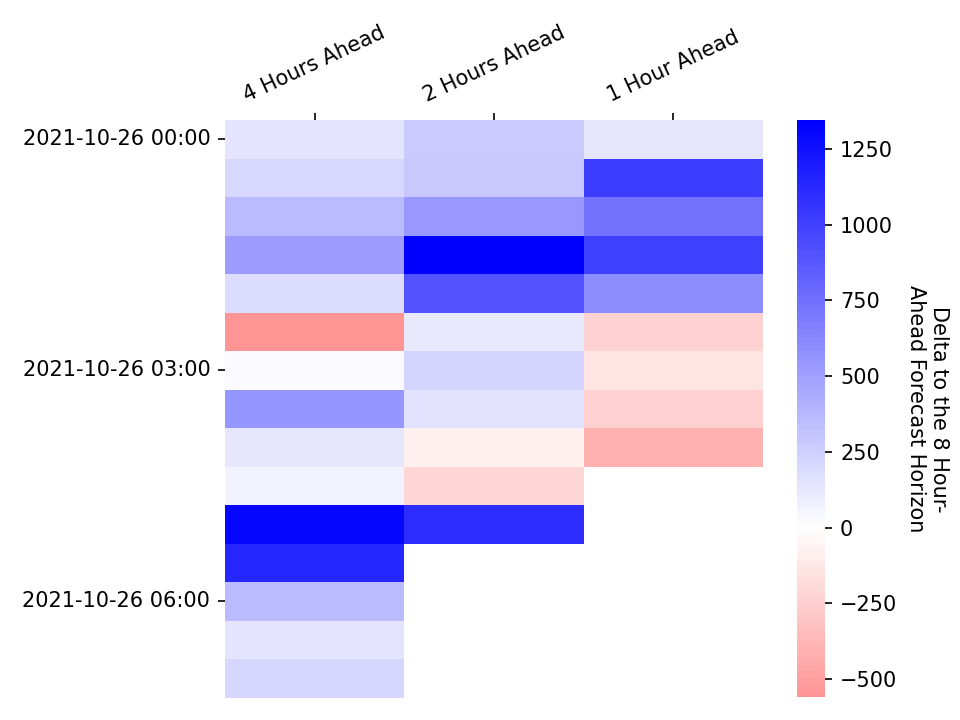 4 Hours Ahead
2 Hours Ahead
1 Hour Ahead
2021-10-26 00:00
2021-10-26 03:00
2021-10-26 06:00
1250
1000
750
500
250
0
−250
−500
Delta to the 8 Hour-
Ahead Forecast Horizon